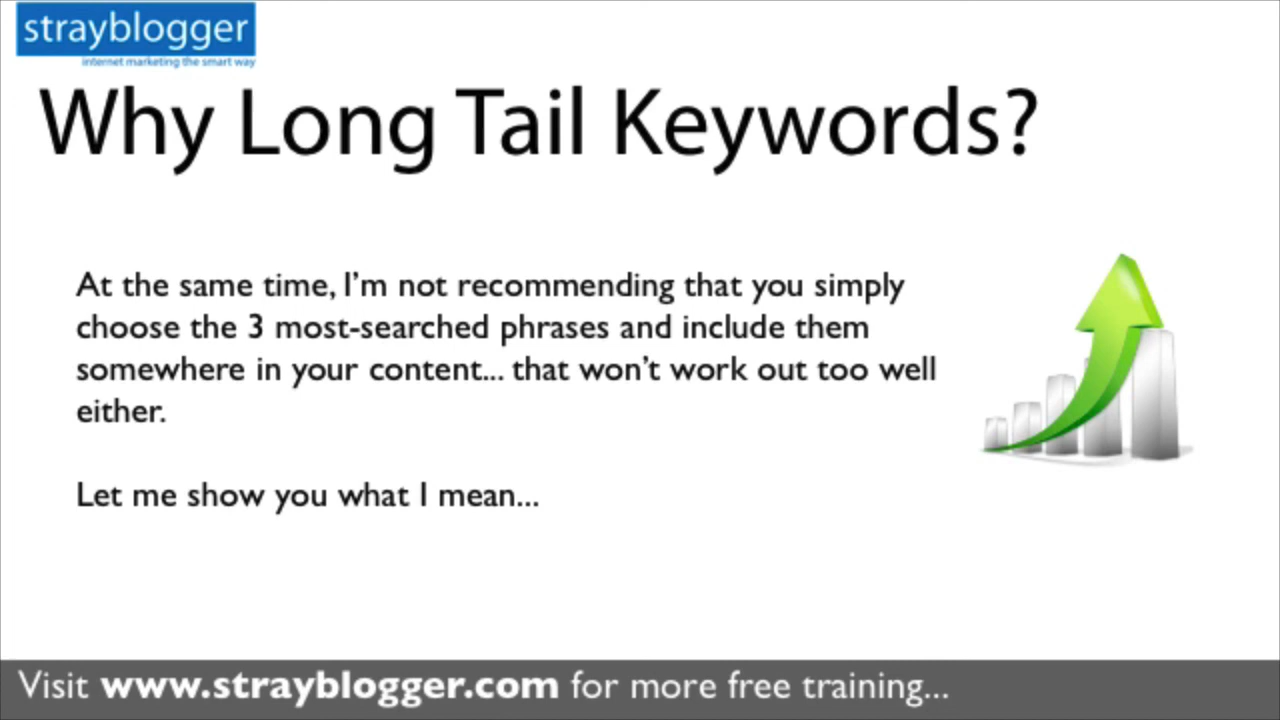 strayblogger
internet marketing the smart way
Why Long Tail Keywords?
At the same time, I'm not recommending that you simply
choose the 3 most-searched phrases and include them
somewhere in your content... that won't work out too well
either.
Let me show you what I mean...
Visit www.strayblogger.com for more free training...